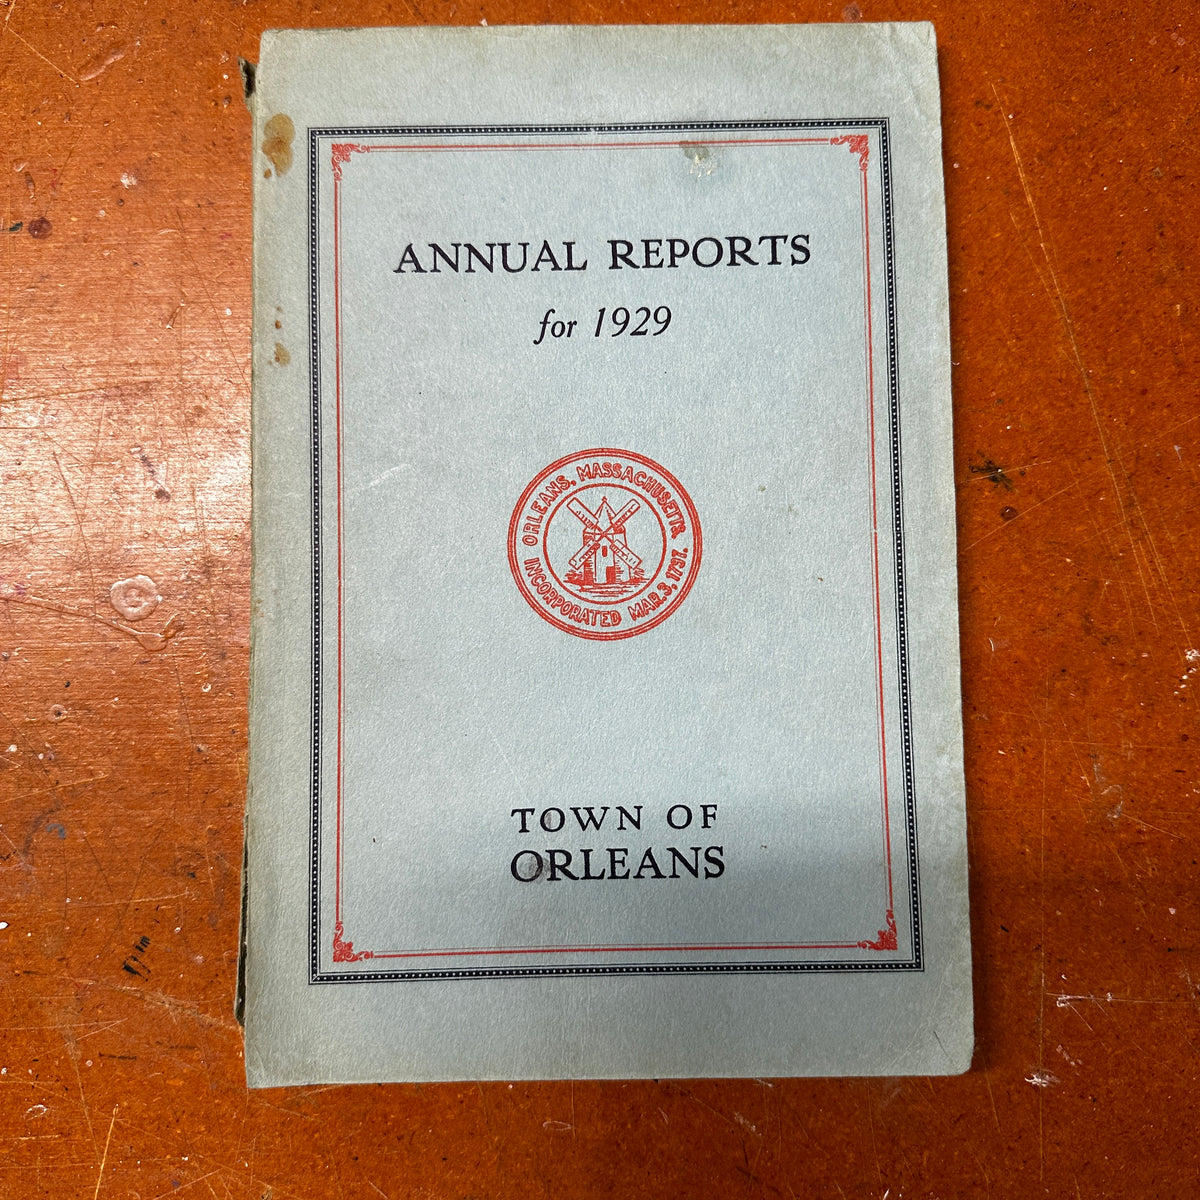 ANNUAL REPORTS
for 1929
ORLEANS, MASSACHUSETTS,
INCORPORATED MAR. 3, 1797.
TOWN OF
ORLEANS